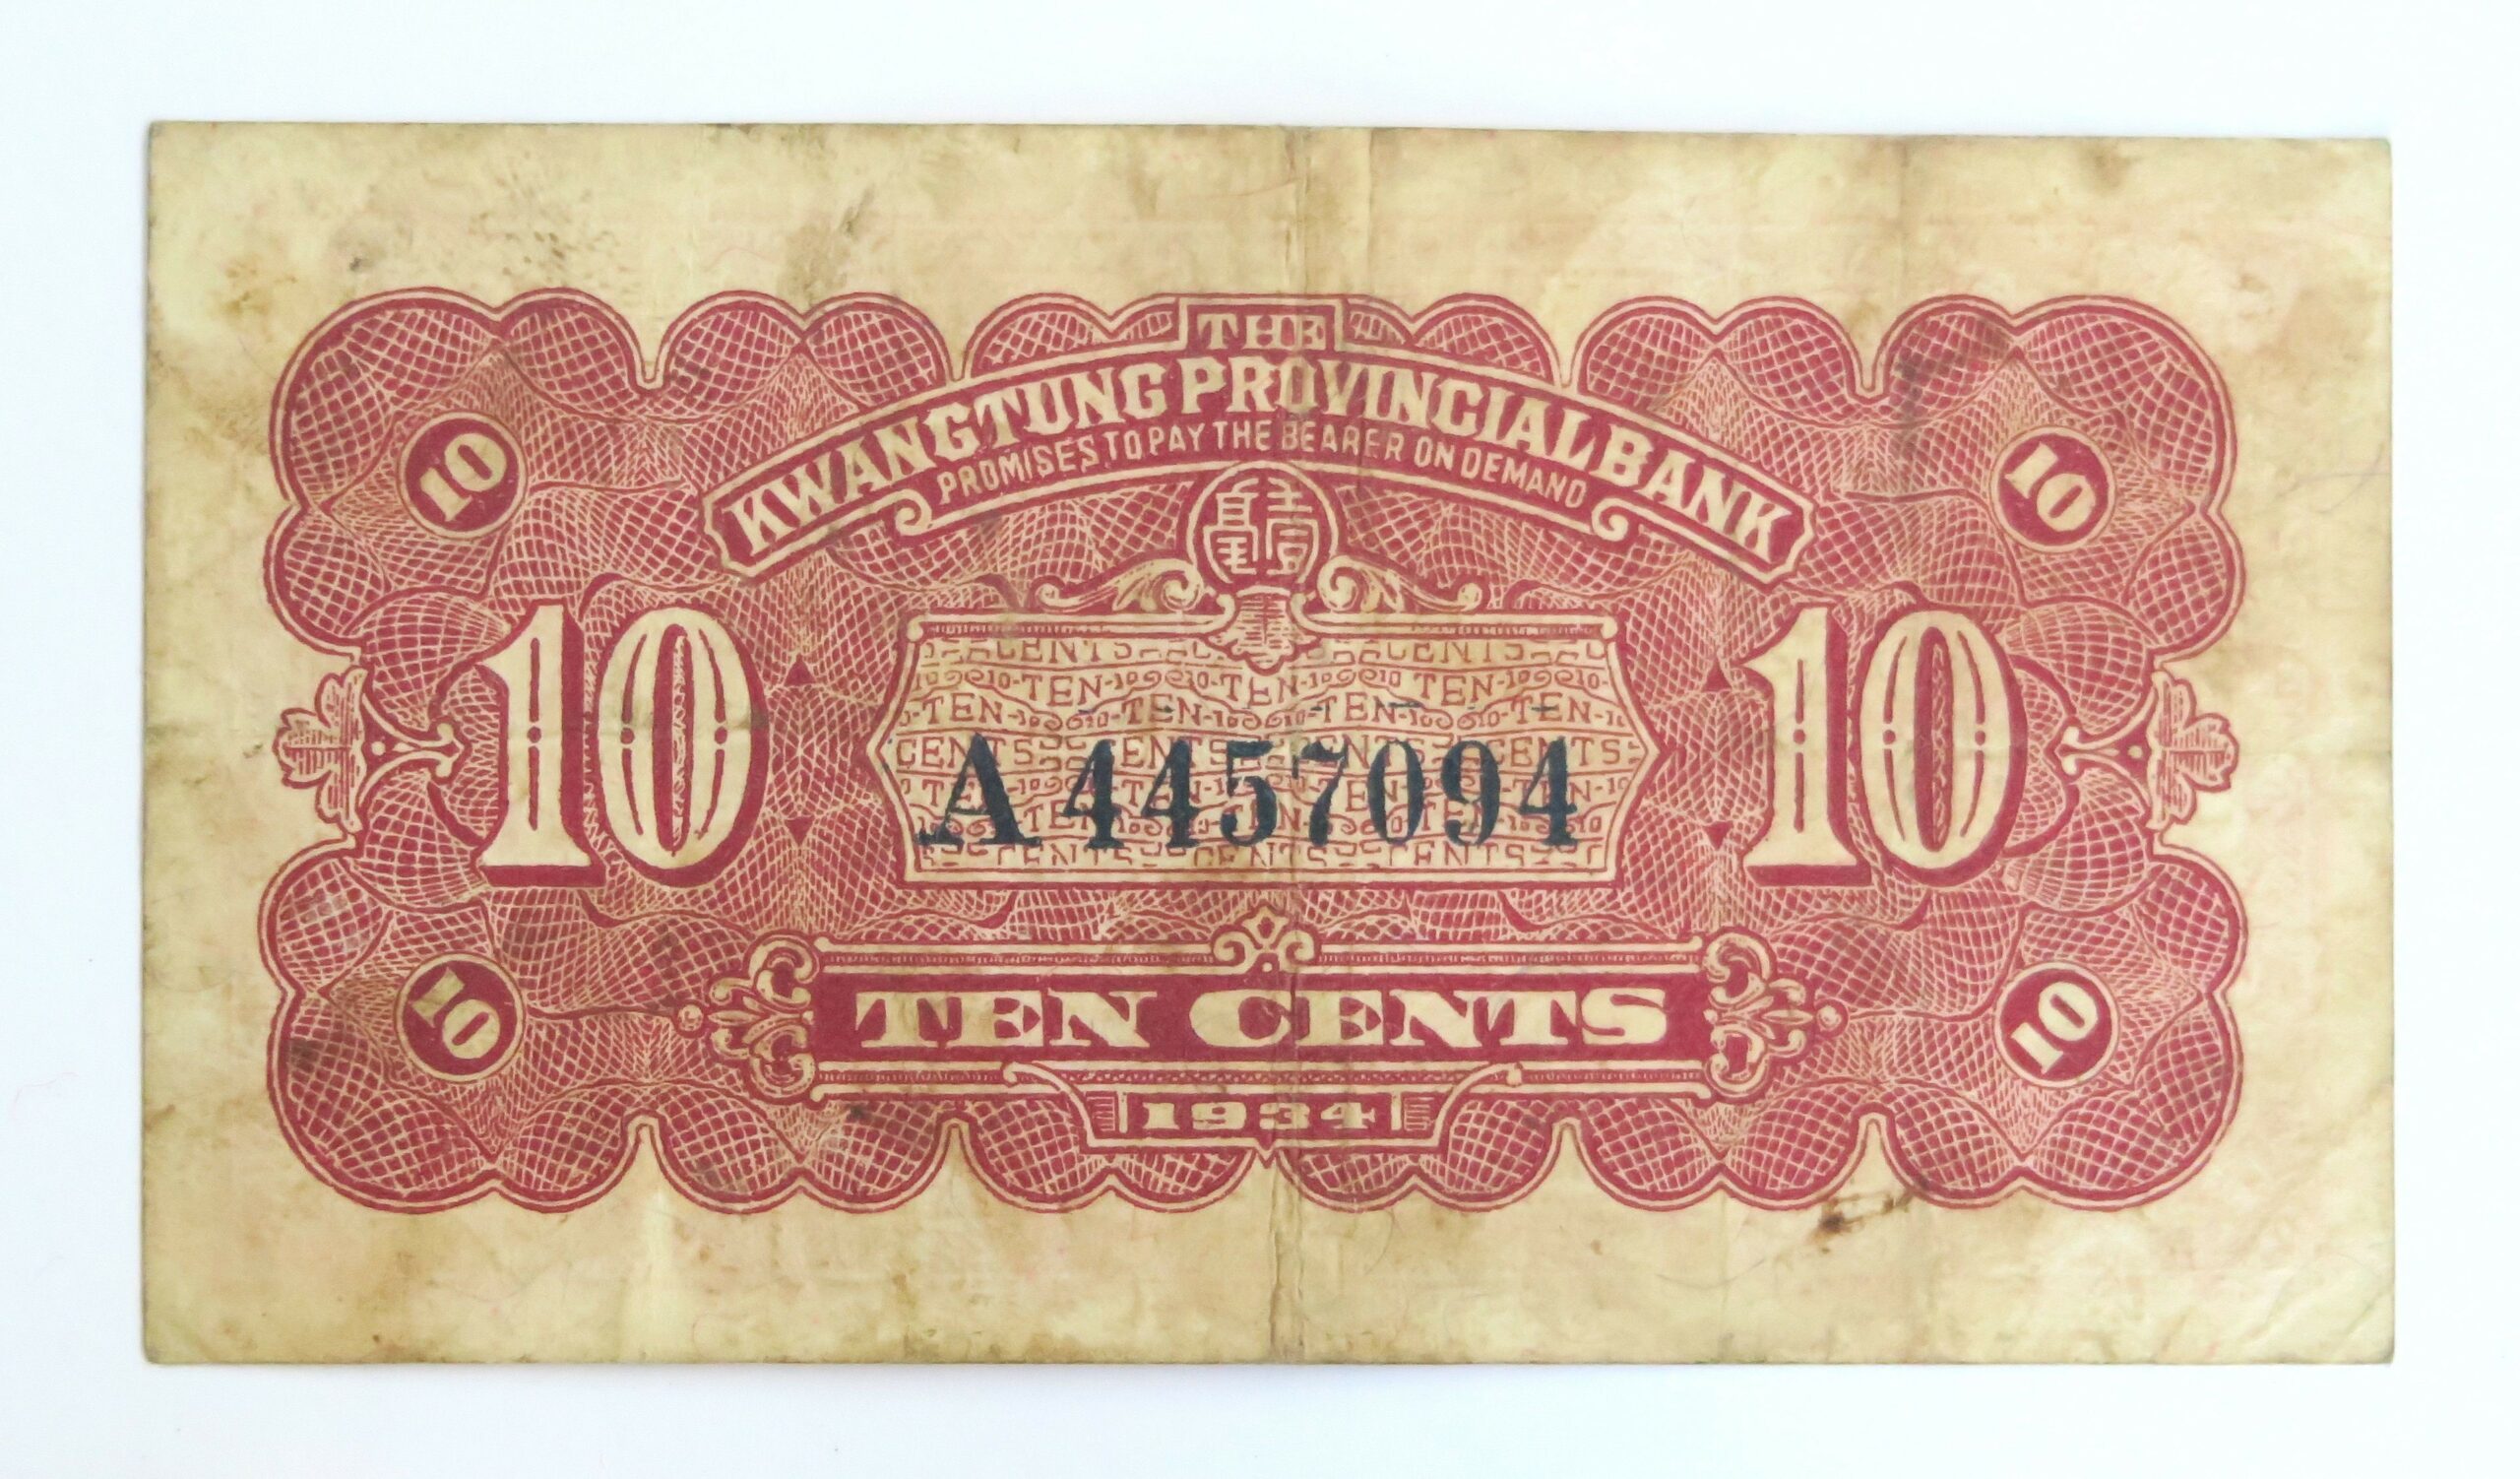 THE
KWANGTUNG PROVINCIAL BANK
PROMISES TO PAY THE BEARER ON DEMAND
10 10
10 10
A4457094
TEN CENTS
10 10
1934